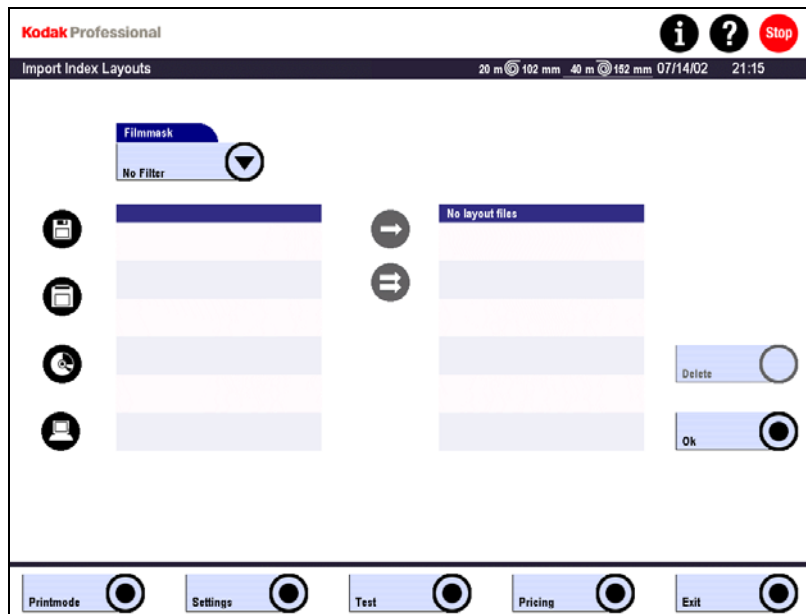 Kodak Professional
i ? Stop
Import Index Layouts 20 m 102 mm 40 m 152 mm 07/14/02 21:15
Filmmask
No Filter
No layout files
Delete
Ok
Printmode Settings Test Pricing Exit